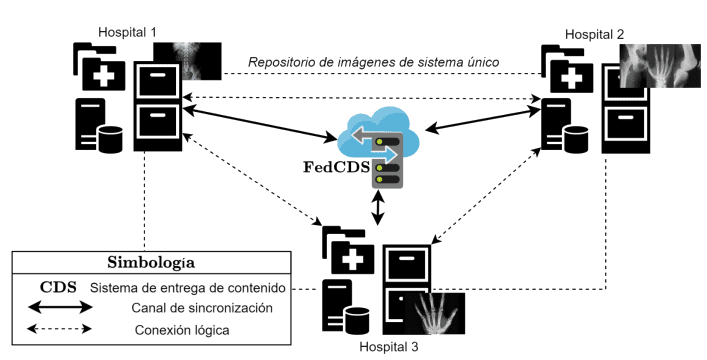 Hospital 1
Hospital 2
Repositorio de imágenes de sistema único
FedCDS
Simbología
CDS Sistema de entrega de contenido
Canal de sincronización
Conexión lógica
Hospital 3